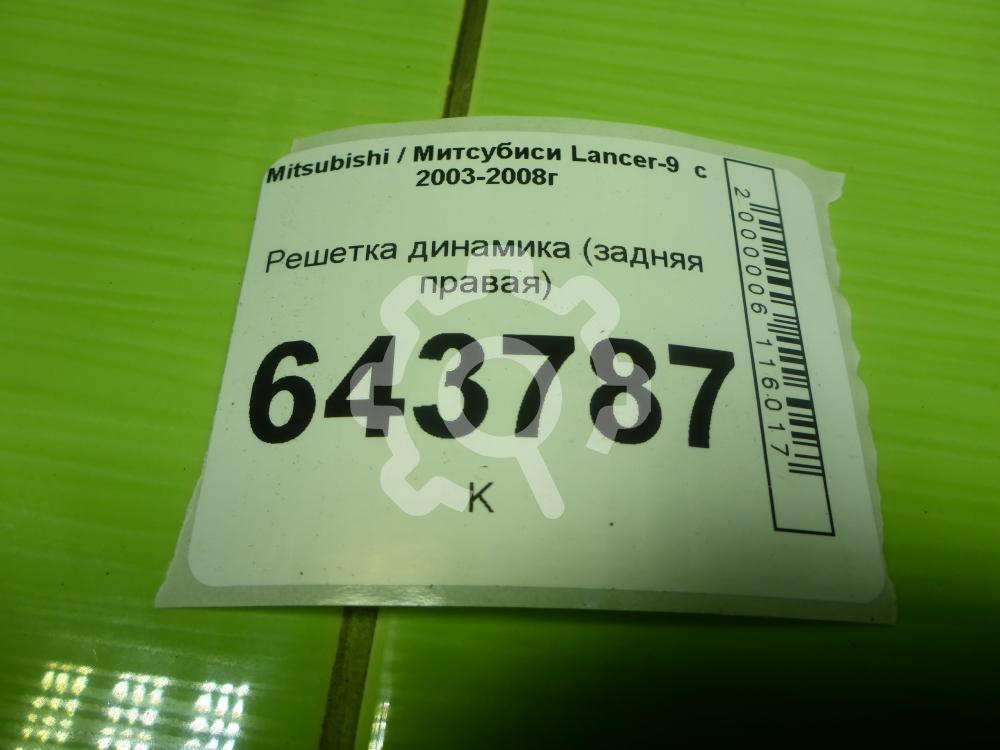 Mitsubishi / Митсубиси Lancer-9 с
2003-2008г
Решетка динамика (задняя
правая)
643787
К
2000006116017